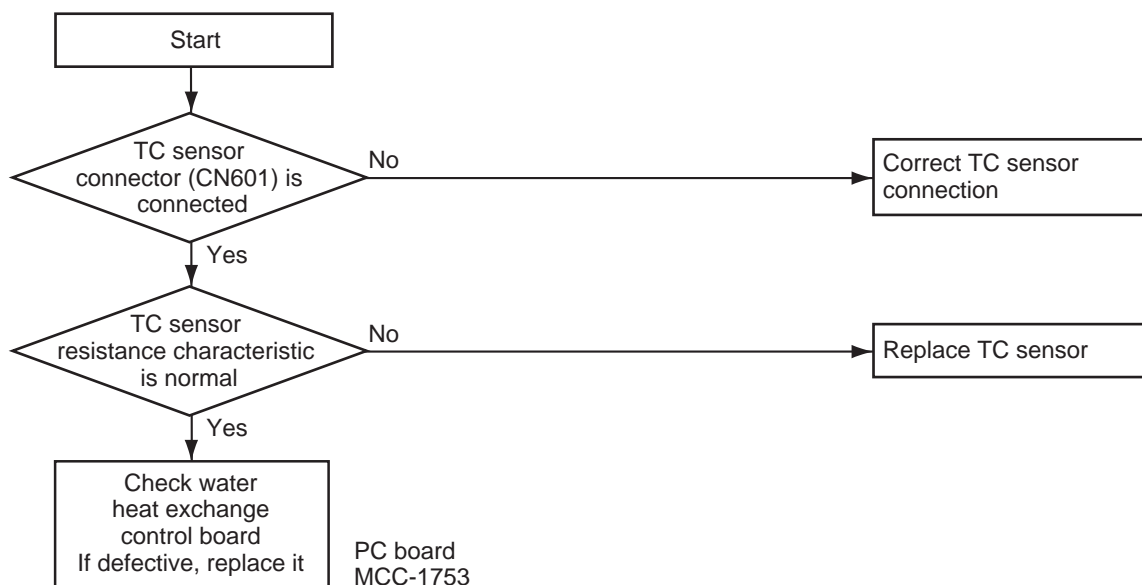 Start
TC sensor
connector (CN601) is
connected
No
Correct TC sensor
connection
Yes
TC sensor
resistance characteristic
is normal
No
Replace TC sensor
Yes
Check water
heat exchange
control board
If defective, replace it
PC board
MCC-1753